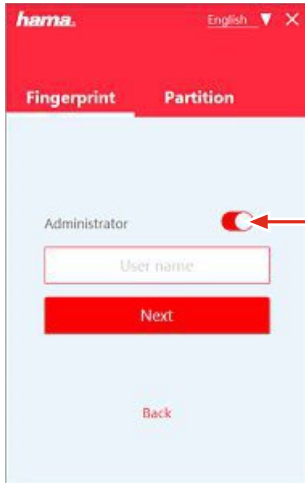 hama.
English
Fingerprint Partition
Administrator
User name
Next
Back